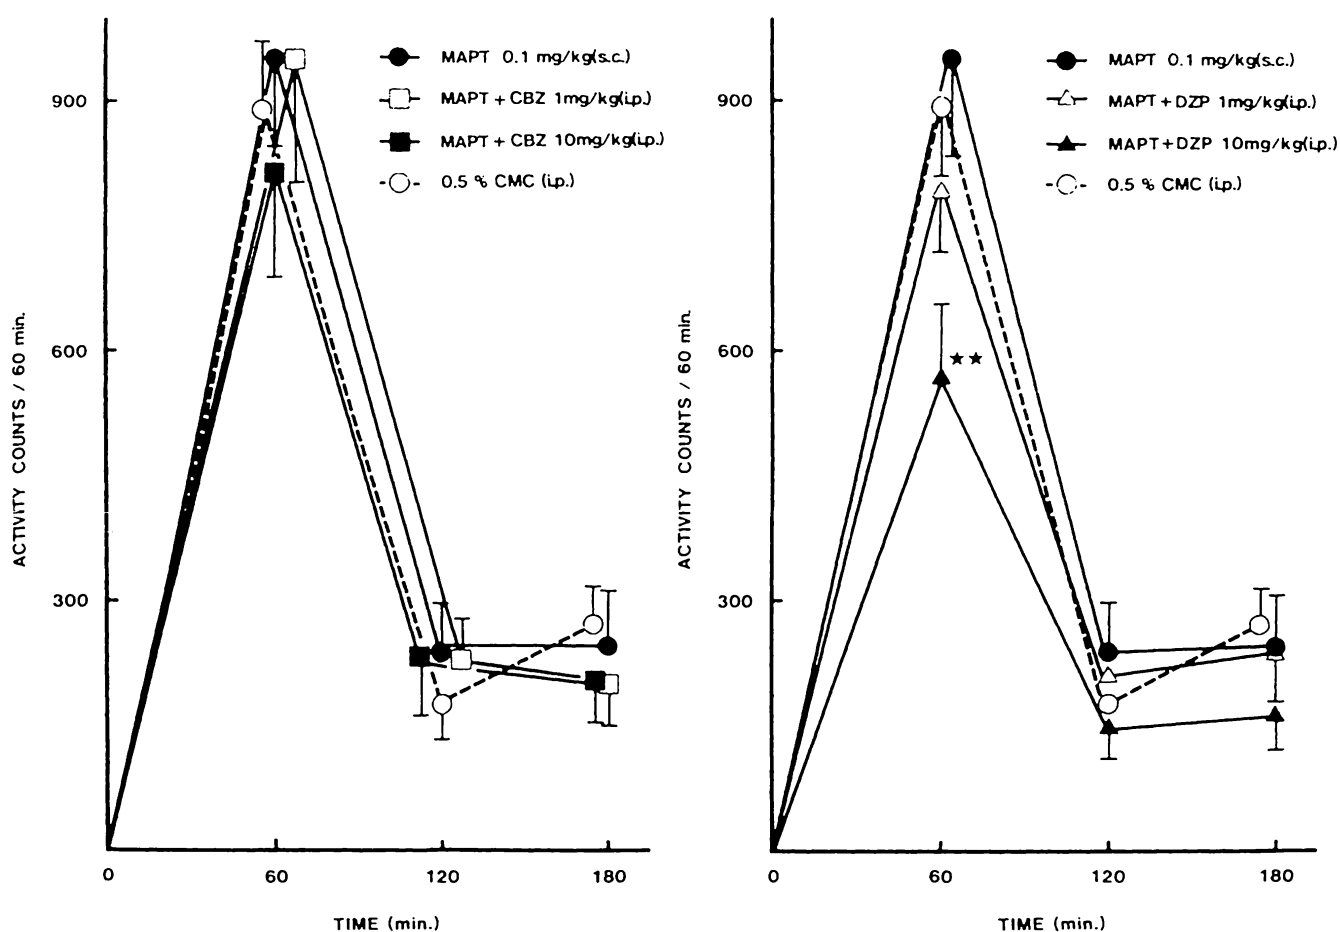 MAPT 0.1 mg/kg(s.c.)
MAPT + CBZ 1mg/kg(i.p.)
MAPT + CBZ 10mg/kg(i.p.)
0.5 % CMC (i.p.)
900
600
300
0 60 120 180
TIME (min.)
ACTIVITY COUNTS / 60 min.
MAPT 0.1 mg/kg(s.c.)
MAPT + DZP 1mg/kg(i.p.)
MAPT+DZP 10mg/kg(i.p.)
0.5 % CMC (i.p.)
900
600
★★
300
0 60 120 180
TIME (min.)
ACTIVITY COUNTS / 60 min.